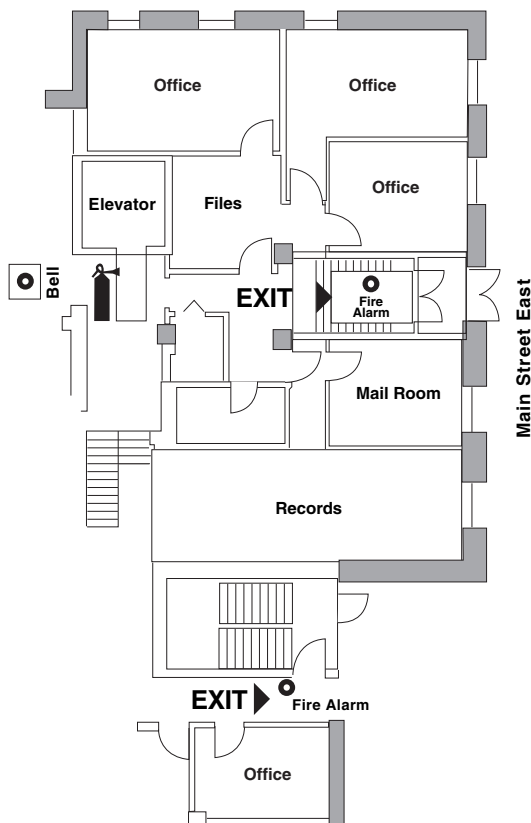 Office
Office
Office
Elevator
Files
Bell
EXIT
Fire
Alarm
Main Street East
Mail Room
Records
EXIT
Fire Alarm
Office